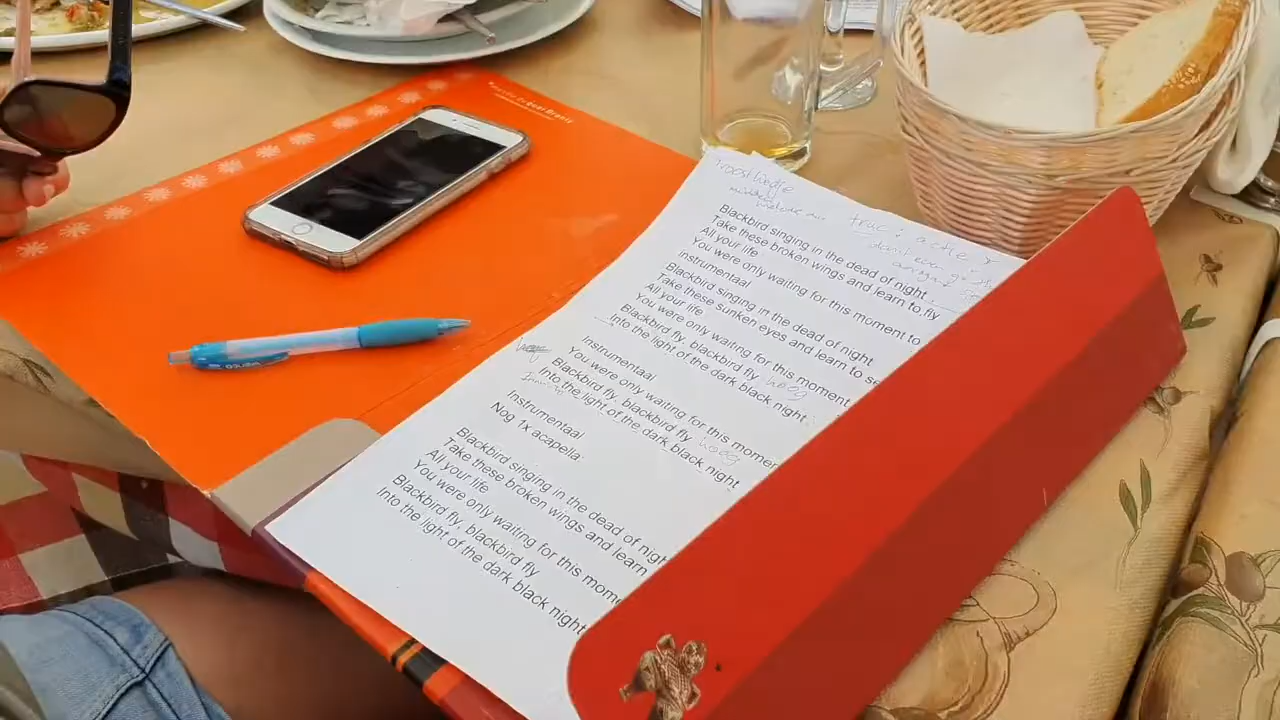 Blackbird singing in the dead of night
Take these broken wings and learn to fly
All your life
You were only waiting for this moment to
Instrumentaal
Blackbird singing in the dead of night
Take these sunken eyes and learn to se
All your life
You were only waiting for this moment
Blackbird fly, blackbird fly hoog
Into the light of the dark black night
Instrumentaal
You were only waiting for this momen
Blackbird fly, blackbird fly hoog
Into the light of the dark black night
Instrumentaal
Nog 1x acapella
Blackbird singing in the dead of nigh
Take these broken wings and learn
All your life
You were only waiting for this mome
Blackbird fly, blackbird fly
Into the light of the dark black night